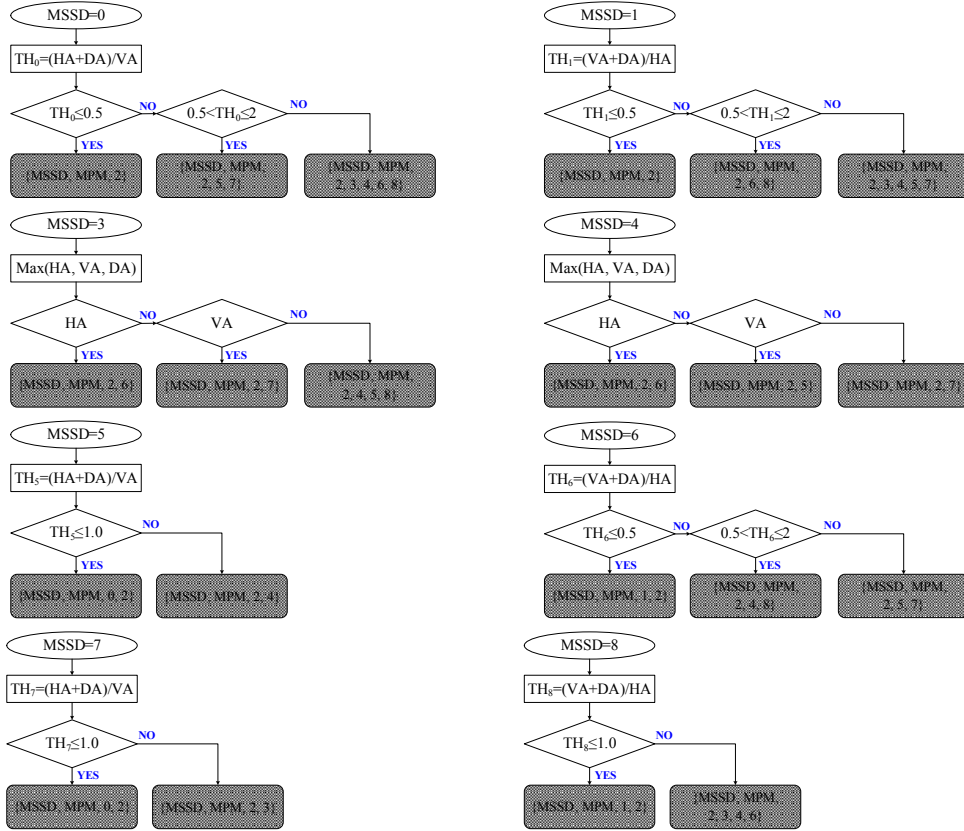 MSSD=0
TH₀=(HA+DA)/VA
TH₀≤0.5
NO
0.5<TH₀≤2
NO
YES
YES
{MSSD, MPM, 2}
{MSSD, MPM,
2, 5, 7}
{MSSD, MPM,
2, 3, 4, 6, 8}
MSSD=1
TH₁=(VA+DA)/HA
TH₁≤0.5
NO
0.5<TH₁≤2
NO
YES
YES
{MSSD, MPM, 2}
{MSSD, MPM,
2, 6, 8}
{MSSD, MPM,
2, 3, 4, 5, 7}
MSSD=3
Max(HA, VA, DA)
HA
NO
VA
NO
YES
YES
{MSSD, MPM, 2, 6}
{MSSD, MPM, 2, 7}
{MSSD, MPM,
2, 4, 5, 8}
MSSD=4
Max(HA, VA, DA)
HA
NO
VA
NO
YES
YES
{MSSD, MPM, 2, 6}
{MSSD, MPM, 2, 5}
{MSSD, MPM, 2, 7}
MSSD=5
TH₅=(HA+DA)/VA
TH₅≤1.0
NO
YES
{MSSD, MPM, 0, 2}
{MSSD, MPM, 2, 4}
MSSD=6
TH₆=(VA+DA)/HA
TH₆≤0.5
NO
0.5<TH₆≤2
NO
YES
YES
{MSSD, MPM, 1, 2}
{MSSD, MPM,
2, 4, 8}
{MSSD, MPM,
2, 5, 7}
MSSD=7
TH₇=(HA+DA)/VA
TH₇≤1.0
NO
YES
{MSSD, MPM, 0, 2}
{MSSD, MPM, 2, 3}
MSSD=8
TH₈=(VA+DA)/HA
TH₈≤1.0
NO
YES
{MSSD, MPM, 1, 2}
{MSSD, MPM,
2, 3, 4, 6}